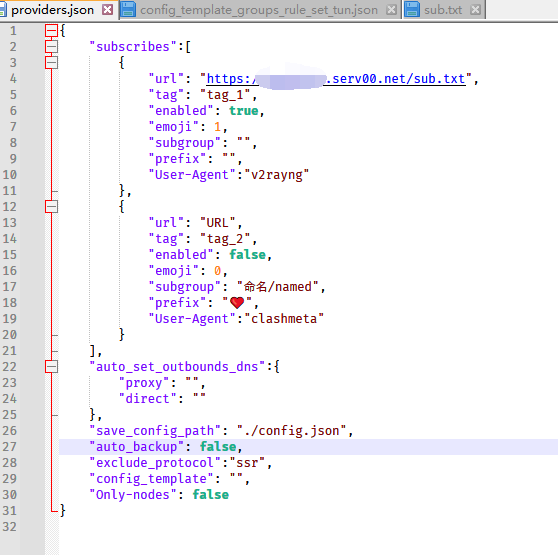 providers.json config_template_groups_rule_set_tun.json sub.txt
1 {
2 "subscribes":[
3 {
4 "url": "https:/ .serv00.net/sub.txt",
5 "tag": "tag_1",
6 "enabled": true,
7 "emoji": 1,
8 "subgroup": "",
9 "prefix": "",
10 "User-Agent":"v2rayng"
11 },
12 {
13 "url": "URL",
14 "tag": "tag_2",
15 "enabled": false,
16 "emoji": 0,
17 "subgroup": "命名/named",
18 "prefix": "❤️",
19 "User-Agent":"clashmeta"
20 }
21 ],
22 "auto_set_outbounds_dns":{
23 "proxy": "",
24 "direct": ""
25 },
26 "save_config_path": "./config.json",
27 "auto_backup": false,
28 "exclude_protocol":"ssr",
29 "config_template": "",
30 "Only-nodes": false
31 }
32